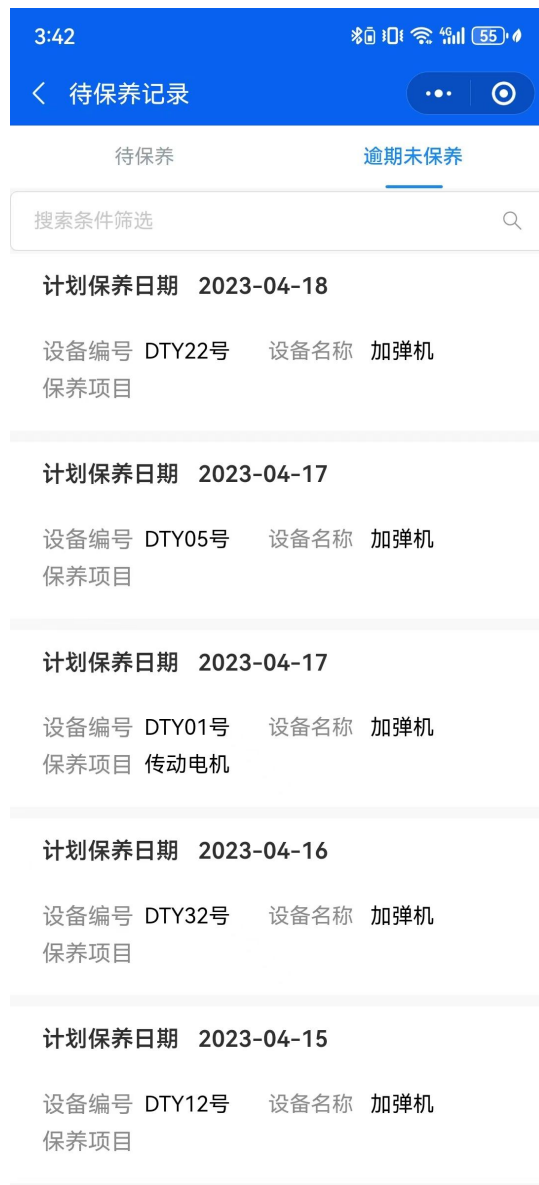 3:42 4G 55
待保养记录
待保养 逾期未保养
搜索条件筛选
计划保养日期 2023-04-18
设备编号 DTY22号 设备名称 加弹机
保养项目
计划保养日期 2023-04-17
设备编号 DTY05号 设备名称 加弹机
保养项目
计划保养日期 2023-04-17
设备编号 DTY01号 设备名称 加弹机
保养项目 传动电机
计划保养日期 2023-04-16
设备编号 DTY32号 设备名称 加弹机
保养项目
计划保养日期 2023-04-15
设备编号 DTY12号 设备名称 加弹机
保养项目